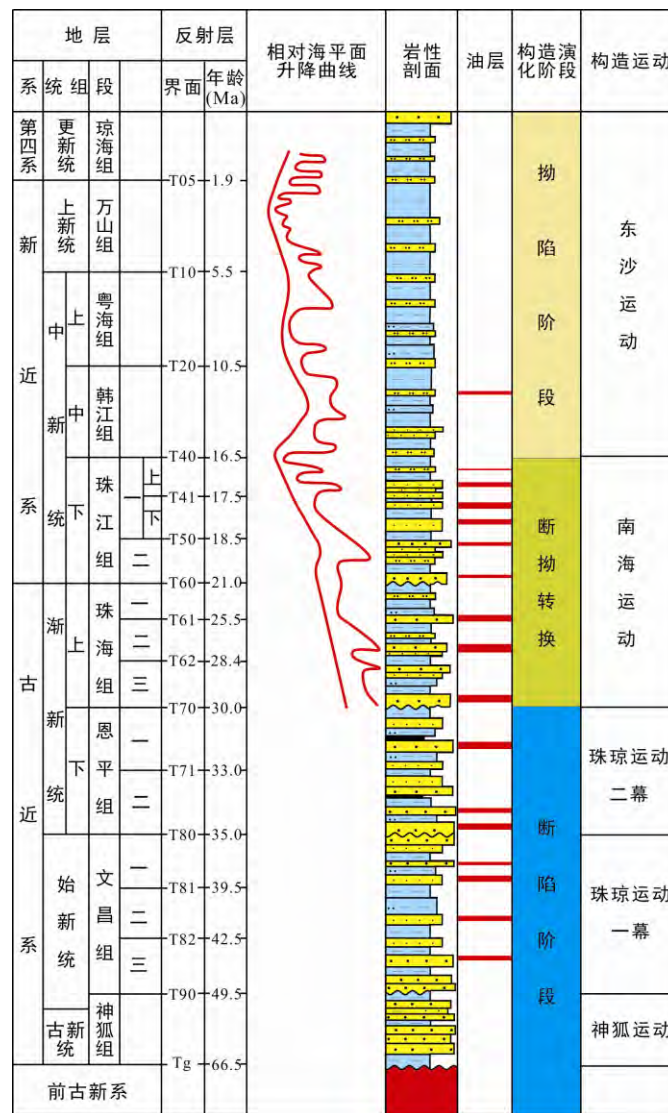 地 层
反射层
相对海平面
升降曲线
岩性
剖面
油层
构造演
化阶段
构造运动
系
统
组
段
界面
年龄
(Ma)
第四系
更新统
琼海组
T05
1.9
新近系
上新统
万山组
T10
5.5
中新统
上
粤海组
T20
10.5
中
韩江组
T40
16.5
下
珠江组
一
上
T41
17.5
下
T50
18.5
二
T60
21.0
古近系
渐新统
上
珠海组
一
T61
25.5
二
T62
28.4
三
T70
30.0
下
恩平组
一
T71
33.0
二
T80
35.0
始新统
文昌组
一
T81
39.5
二
T82
42.5
三
T90
49.5
古新统
神狐组
Tg
66.5
前古新系
拗陷阶段
断拗转换
断陷阶段
东沙运动
南海运动
珠琼运动
二幕
珠琼运动
一幕
神狐运动